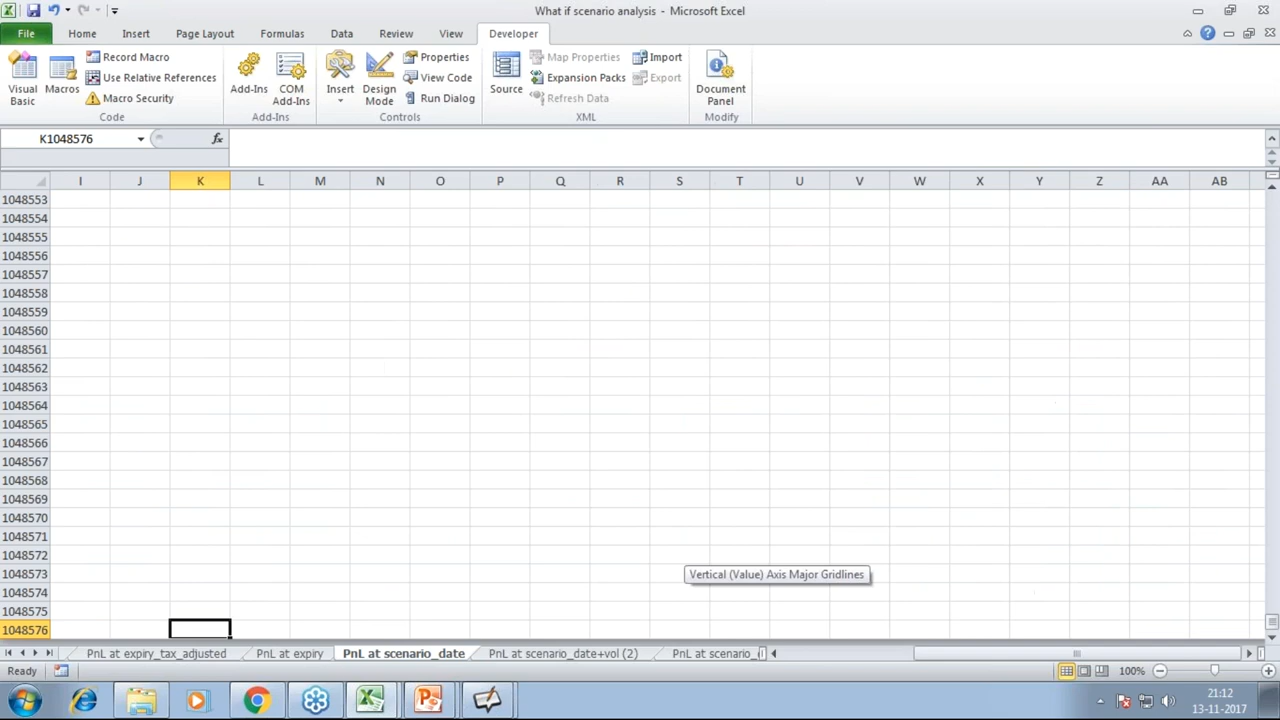 What if scenario analysis - Microsoft Excel
File Home Insert Page Layout Formulas Data Review View Developer
Visual Basic
Macros
Record Macro
Use Relative References
Macro Security
Code
Add-Ins
COM Add-Ins
Add-Ins
Insert
Design Mode
Properties
View Code
Run Dialog
Controls
Source
Map Properties
Expansion Packs
Refresh Data
Import
Export
XML
Document Panel
Modify
K1048576 fx
I J K L M N O P Q R S T U V W X Y Z AA AB
1048553
1048554
1048555
1048556
1048557
1048558
1048559
1048560
1048561
1048562
1048563
1048564
1048565
1048566
1048567
1048568
1048569
1048570
1048571
1048572
1048573
Vertical (Value) Axis Major Gridlines
1048574
1048575
1048576
PnL at expiry_tax_adjusted PnL at expiry PnL at scenario_date PnL at scenario_date+vol (2) PnL at scenario_(
Ready 100%
21:12
13-11-2017